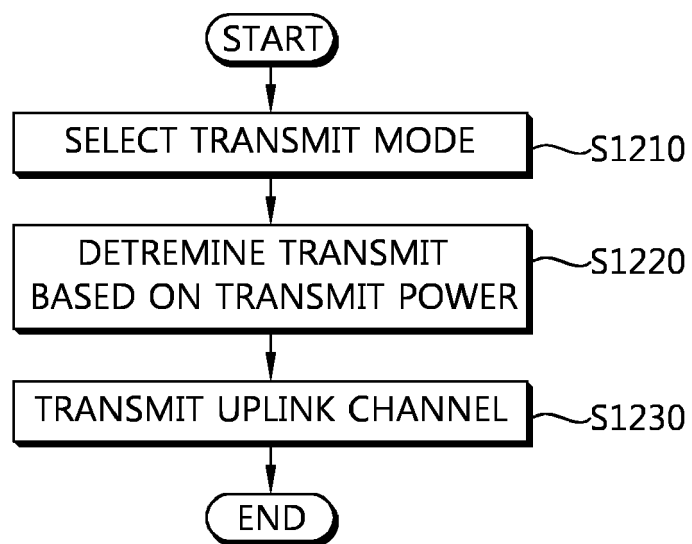 START
SELECT TRANSMIT MODE
S1210
DETREMINE TRANSMIT
BASED ON TRANSMIT POWER
S1220
TRANSMIT UPLINK CHANNEL
S1230
END